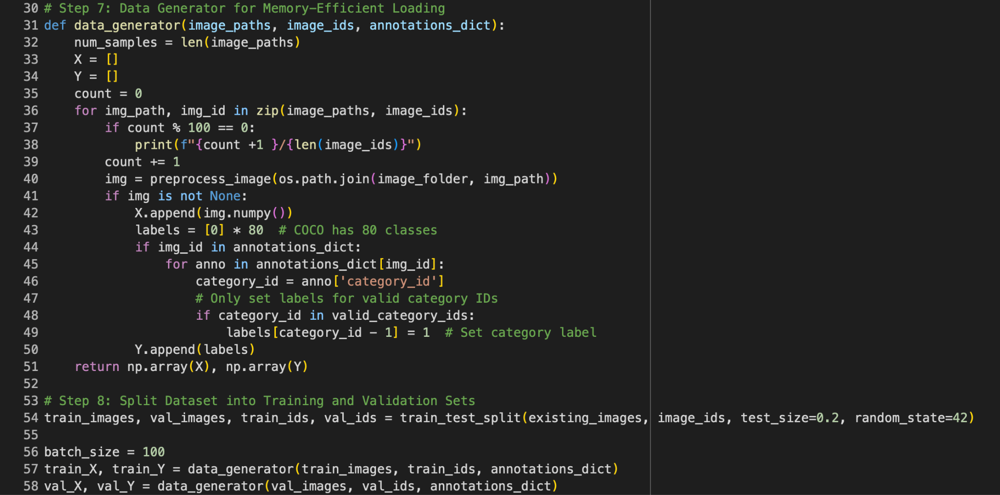 30 # Step 7: Data Generator for Memory-Efficient Loading
31 def data_generator(image_paths, image_ids, annotations_dict):
32     num_samples = len(image_paths)
33     X = []
34     Y = []
35     count = 0
36     for img_path, img_id in zip(image_paths, image_ids):
37         if count % 100 == 0:
38             print(f"{count +1 }/{len(image_ids)}")
39         count += 1
40         img = preprocess_image(os.path.join(image_folder, img_path))
41         if img is not None:
42             X.append(img.numpy())
43             labels = [0] * 80  # COCO has 80 classes
44             if img_id in annotations_dict:
45                 for anno in annotations_dict[img_id]:
46                     category_id = anno['category_id']
47                     # Only set labels for valid category IDs
48                     if category_id in valid_category_ids:
49                         labels[category_id - 1] = 1  # Set category label
50             Y.append(labels)
51     return np.array(X), np.array(Y)
52
53 # Step 8: Split Dataset into Training and Validation Sets
54 train_images, val_images, train_ids, val_ids = train_test_split(existing_images, image_ids, test_size=0.2, random_state=42)
55
56 batch_size = 100
57 train_X, train_Y = data_generator(train_images, train_ids, annotations_dict)
58 val_X, val_Y = data_generator(val_images, val_ids, annotations_dict)